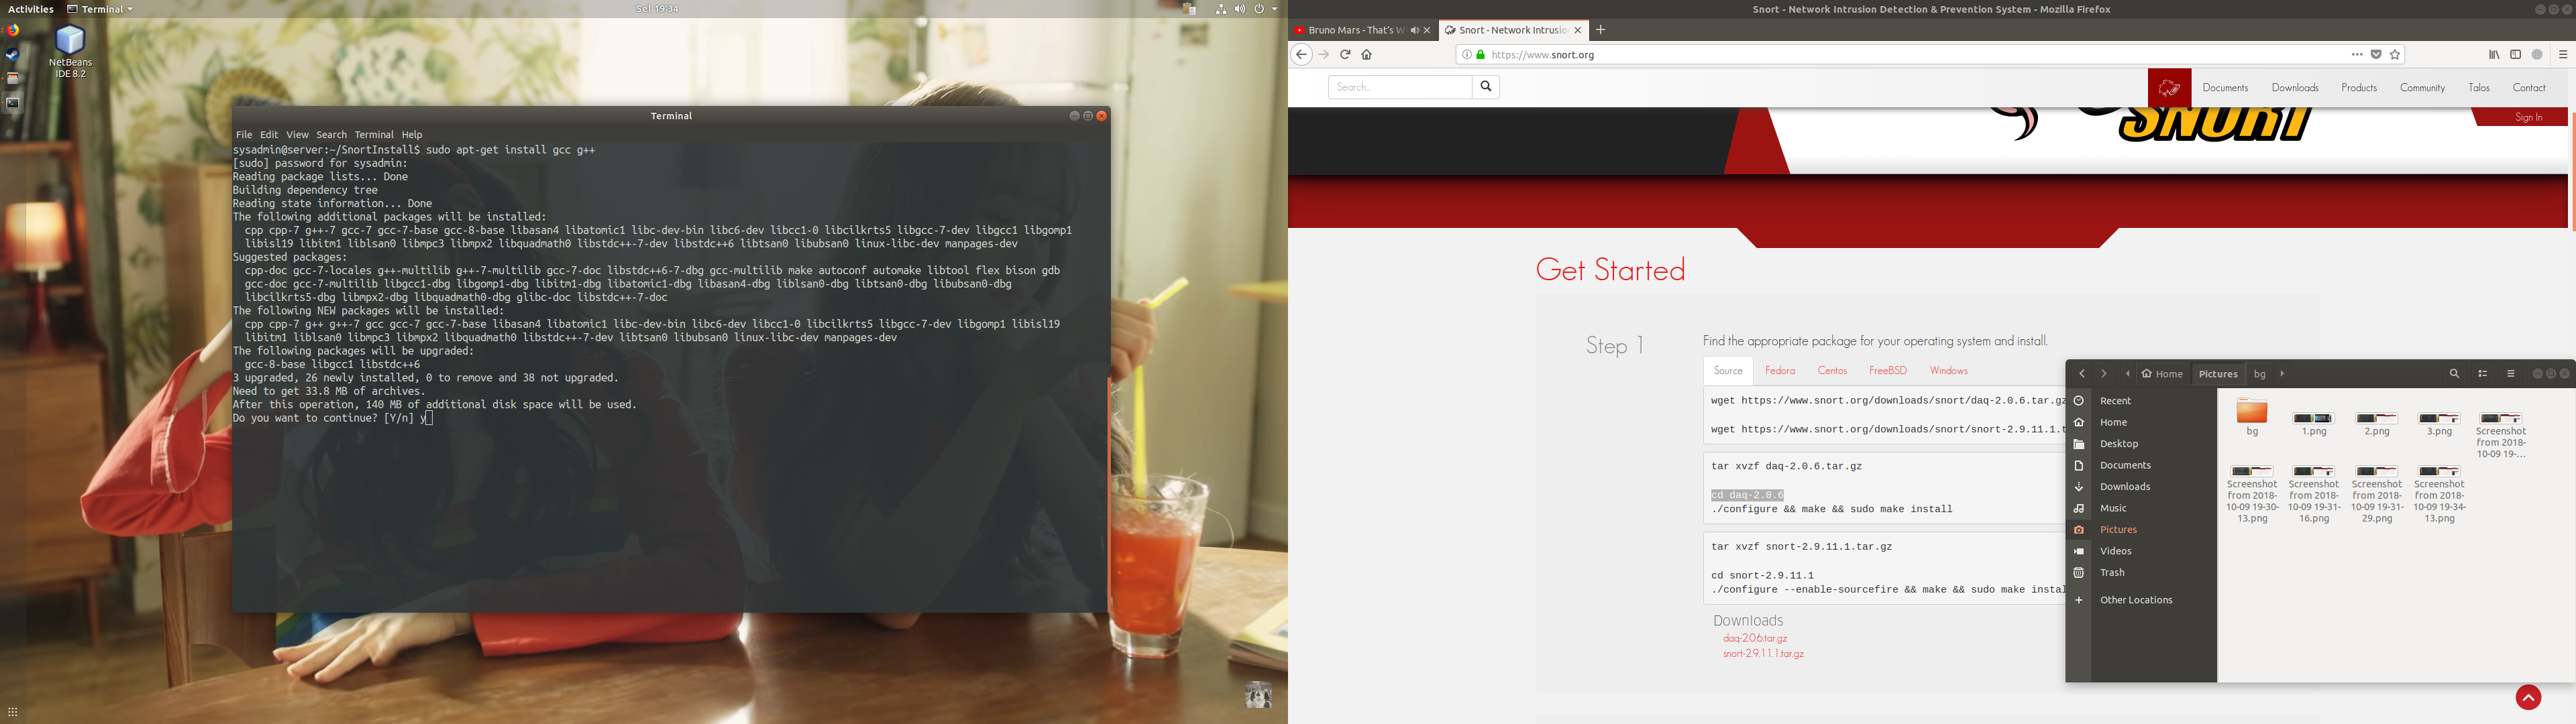 Activities Terminal Sel 19:34
NetBeans
IDE 8.2
Terminal
File Edit View Search Terminal Help
sysadmin@server:~/SnortInstall$ sudo apt-get install gcc g++
[sudo] password for sysadmin:
Reading package lists... Done
Building dependency tree
Reading state information... Done
The following additional packages will be installed:
cpp cpp-7 g++-7 gcc-7 gcc-7-base gcc-8-base libasan4 libatomic1 libc-dev-bin libc6-dev libcc1-0 libcilkrts5 libgcc-7-dev libgcc1 libgomp1
libisl19 libitm1 liblsan0 libmpc3 libmpx2 libquadmath0 libstdc++-7-dev libstdc++6 libtsan0 libubsan0 linux-libc-dev manpages-dev
Suggested packages:
cpp-doc gcc-7-locales g++-multilib g++-7-multilib gcc-7-doc libstdc++6-7-dbg gcc-multilib make autoconf automake libtool flex bison gdb
gcc-doc gcc-7-multilib libgcc1-dbg libgomp1-dbg libitm1-dbg libatomic1-dbg libasan4-dbg liblsan0-dbg libtsan0-dbg libubsan0-dbg
libcilkrts5-dbg libmpx2-dbg libquadmath0-dbg glibc-doc libstdc++-7-doc
The following NEW packages will be installed:
cpp cpp-7 g++ g++-7 gcc gcc-7 gcc-7-base libasan4 libatomic1 libc-dev-bin libc6-dev libcc1-0 libcilkrts5 libgcc-7-dev libgomp1 libisl19
libitm1 liblsan0 libmpc3 libmpx2 libquadmath0 libstdc++-7-dev libtsan0 libubsan0 linux-libc-dev manpages-dev
The following packages will be upgraded:
gcc-8-base libgcc1 libstdc++6
3 upgraded, 26 newly installed, 0 to remove and 38 not upgraded.
Need to get 33.8 MB of archives.
After this operation, 140 MB of additional disk space will be used.
Do you want to continue? [Y/n] y
Snort - Network Intrusion Detection & Prevention System - Mozilla Firefox
Bruno Mars - That's W Snort - Network Intrusion
https://www.snort.org
Search.. Documents Downloads Products Community Talos Contact
SNORT
Sign In
Get Started
Step 1
Find the appropriate package for your operating system and install.
Source Fedora Centos FreeBSD Windows
wget https://www.snort.org/downloads/snort/daq-2.0.6.tar.gz
wget https://www.snort.org/downloads/snort/snort-2.9.11.1.t
tar xvzf daq-2.0.6.tar.gz
cd daq-2.0.6
./configure && make && sudo make install
tar xvzf snort-2.9.11.1.tar.gz
cd snort-2.9.11.1
./configure --enable-sourcefire && make && sudo make instal
Downloads
daq-2.0.6.tar.gz
snort-2.9.11.1.tar.gz
Home Pictures bg
Recent
Home
Desktop
Documents
Downloads
Music
Pictures
Videos
Trash
Other Locations
bg 1.png 2.png 3.png Screenshot
from 2018-
10-09 19-...
Screenshot Screenshot Screenshot Screenshot
from 2018- from 2018- from 2018- from 2018-
10-09 19-30- 10-09 19-31- 10-09 19-31- 10-09 19-34-
13.png 16.png 29.png 13.png